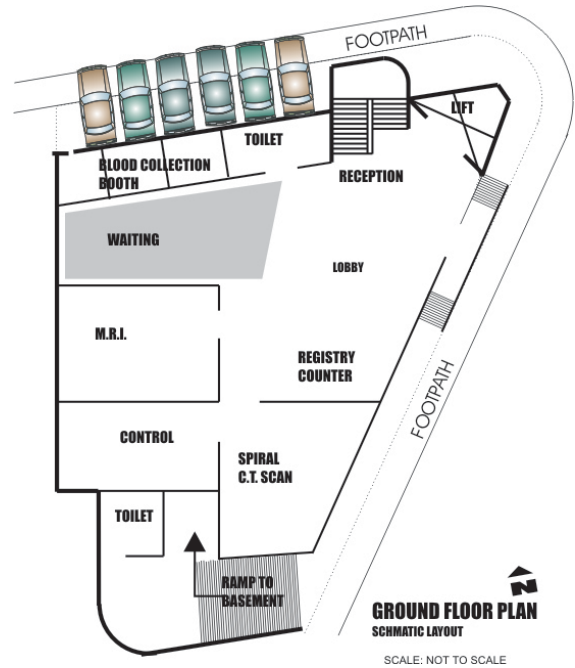 FOOTPATH
LIFT
TOILET
BLOOD COLLECTION
BOOTH
RECEPTION
WAITING
LOBBY
M.R.I.
REGISTRY
COUNTER
FOOTPATH
CONTROL
SPIRAL
C.T. SCAN
TOILET
RAMP TO
BASEMENT
N
GROUND FLOOR PLAN
SCHMATIC LAYOUT
SCALE: NOT TO SCALE